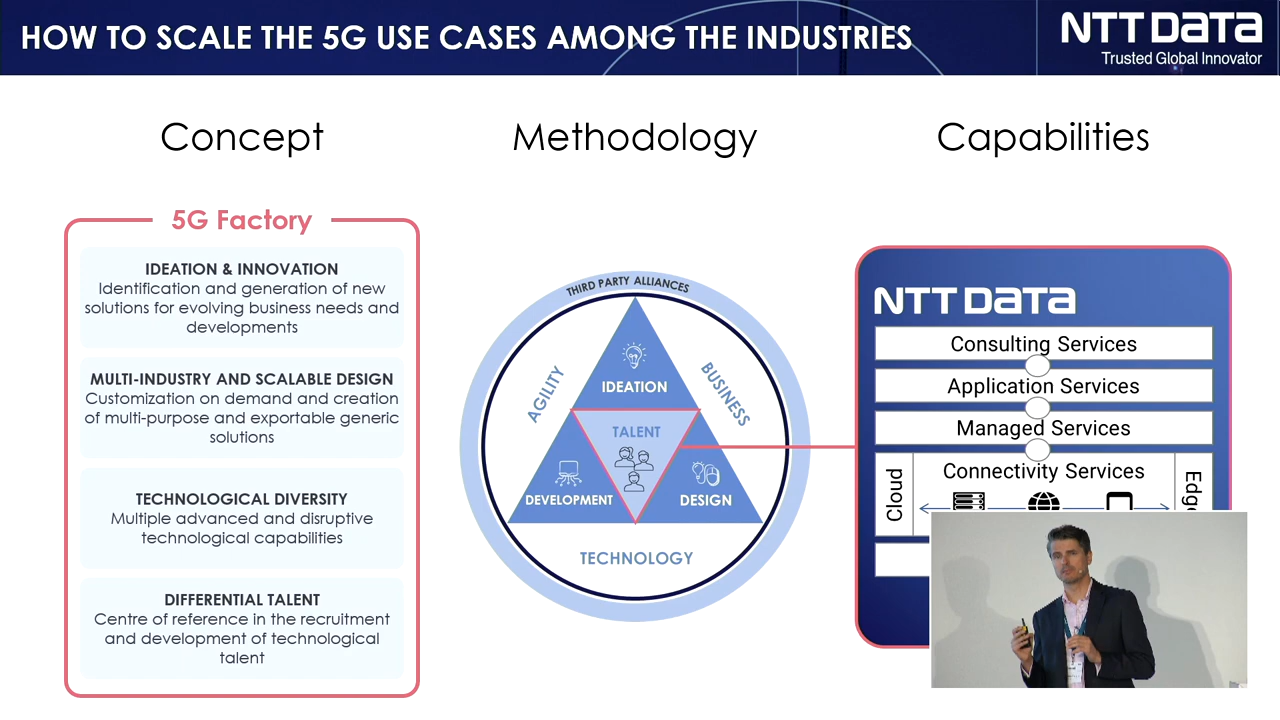 HOW TO SCALE THE 5G USE CASES AMONG THE INDUSTRIES
NTT DATA
Trusted Global Innovator
Concept
Methodology
Capabilities
5G Factory
IDEATION & INNOVATION
Identification and generation of new
solutions for evolving business needs and
developments
MULTI-INDUSTRY AND SCALABLE DESIGN
Customization on demand and creation
of multi-purpose and exportable generic
solutions
TECHNOLOGICAL DIVERSITY
Multiple advanced and disruptive
technological capabilities
DIFFERENTIAL TALENT
Centre of reference in the recruitment
and development of technological
talent
THIRD PARTY ALLIANCES
AGILITY
BUSINESS
IDEATION
TALENT
DEVELOPMENT
DESIGN
TECHNOLOGY
NTT DATA
Consulting Services
Application Services
Managed Services
Connectivity Services
Cloud
Edge